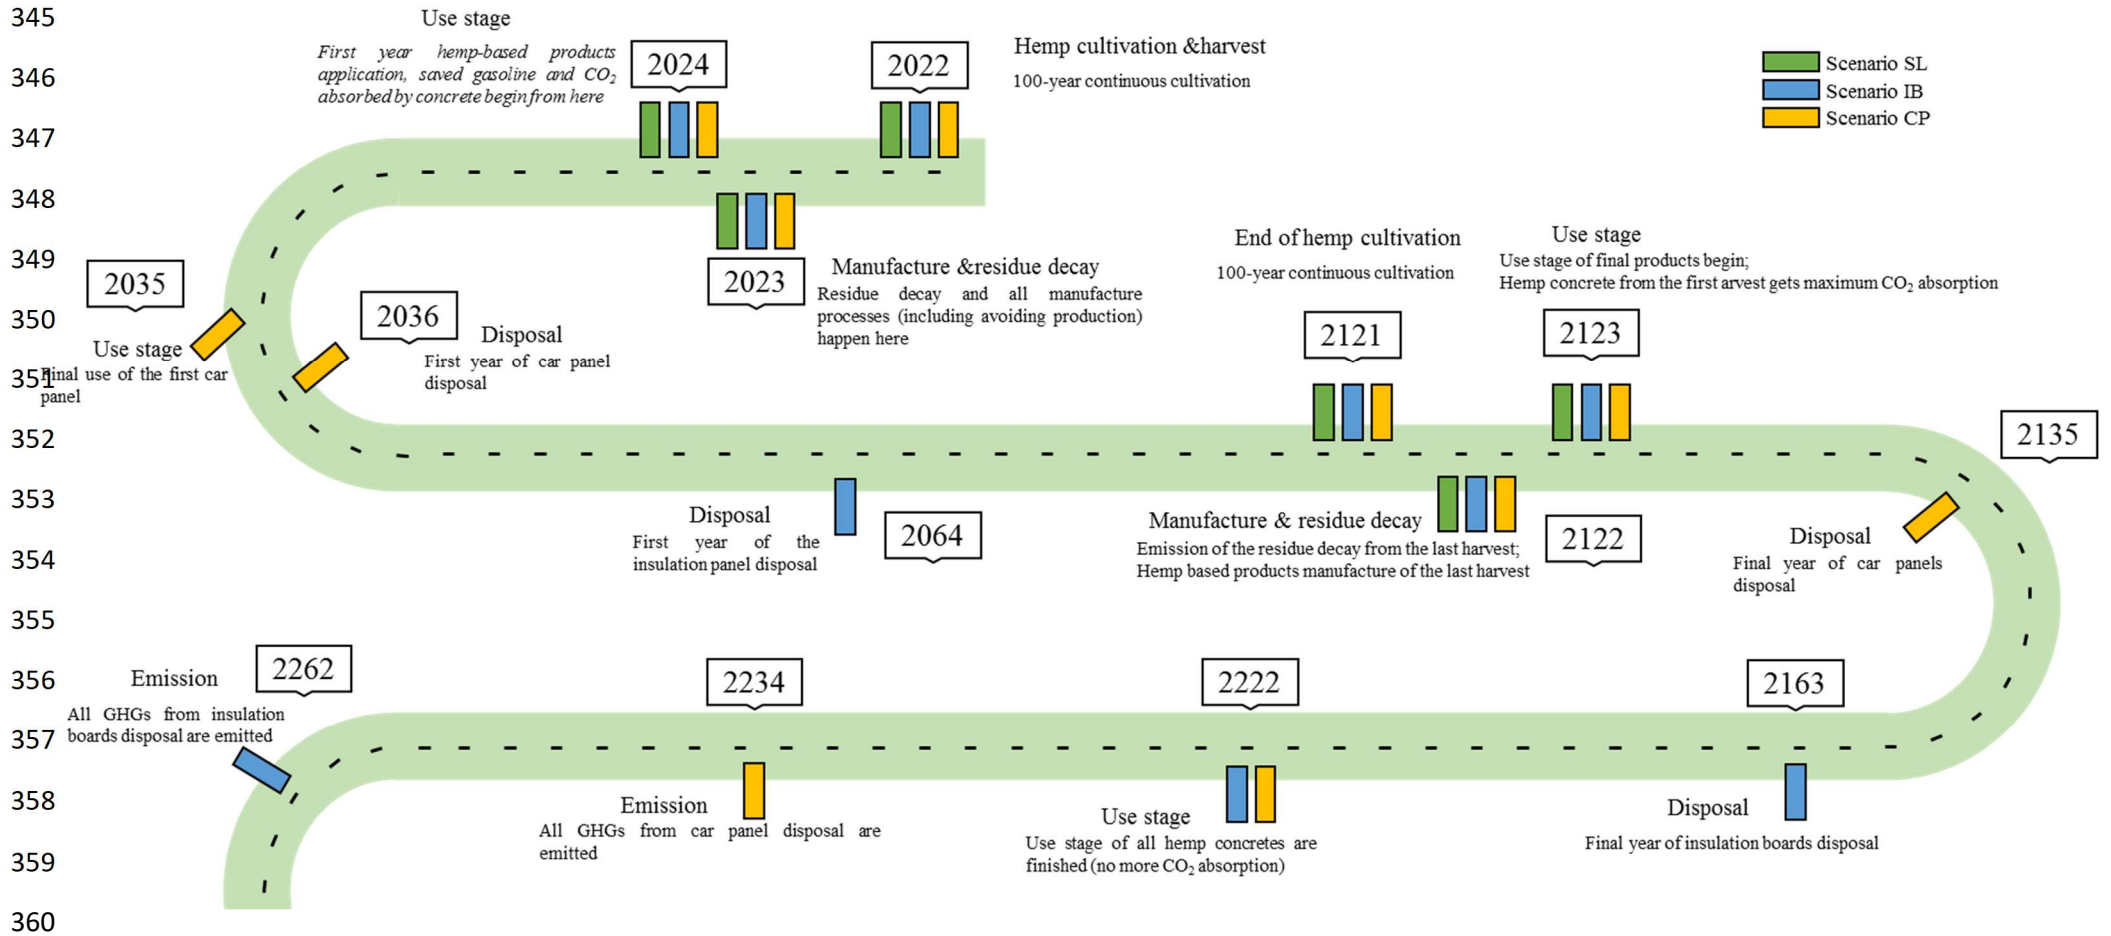 345
346
347
348
349
350
351
352
353
354
355
356
357
358
359
360
Use stage
First year hemp-based products
application, saved gasoline and CO₂
absorbed by concrete begin from here
2024
2022
Hemp cultivation &harvest
100-year continuous cultivation
Scenario SL
Scenario IB
Scenario CP
2023
Manufacture &residue decay
Residue decay and all manufacture
processes (including avoiding production)
happen here
2035
Use stage
Final use of the first car
panel
2036
Disposal
First year of car panel
disposal
End of hemp cultivation
100-year continuous cultivation
2121
Use stage
Use stage of final products begin;
Hemp concrete from the first arvest gets maximum CO₂ absorption
2123
2135
Disposal
First year of the
insulation panel disposal
2064
Manufacture & residue decay
Emission of the residue decay from the last harvest;
Hemp based products manufacture of the last harvest
2122
Disposal
Final year of car panels
disposal
Emission
2262
All GHGs from insulation
boards disposal are emitted
2234
Emission
All GHGs from car panel disposal are
emitted
2222
Use stage
Use stage of all hemp concretes are
finished (no more CO₂ absorption)
2163
Disposal
Final year of insulation boards disposal